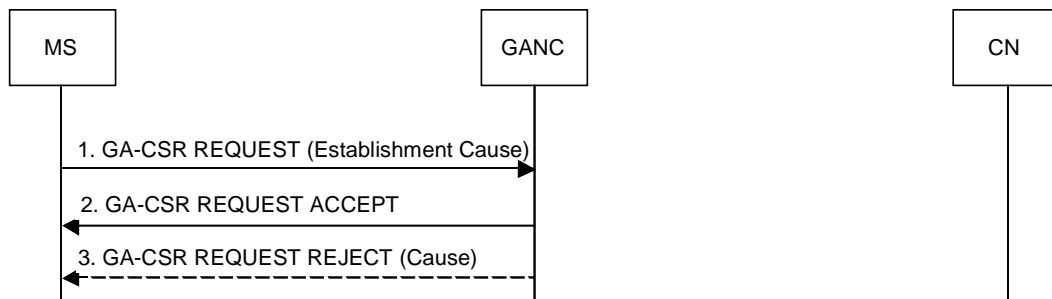 MS
GANC
CN
1. GA-CSR REQUEST (Establishment Cause)
2. GA-CSR REQUEST ACCEPT
3. GA-CSR REQUEST REJECT (Cause)